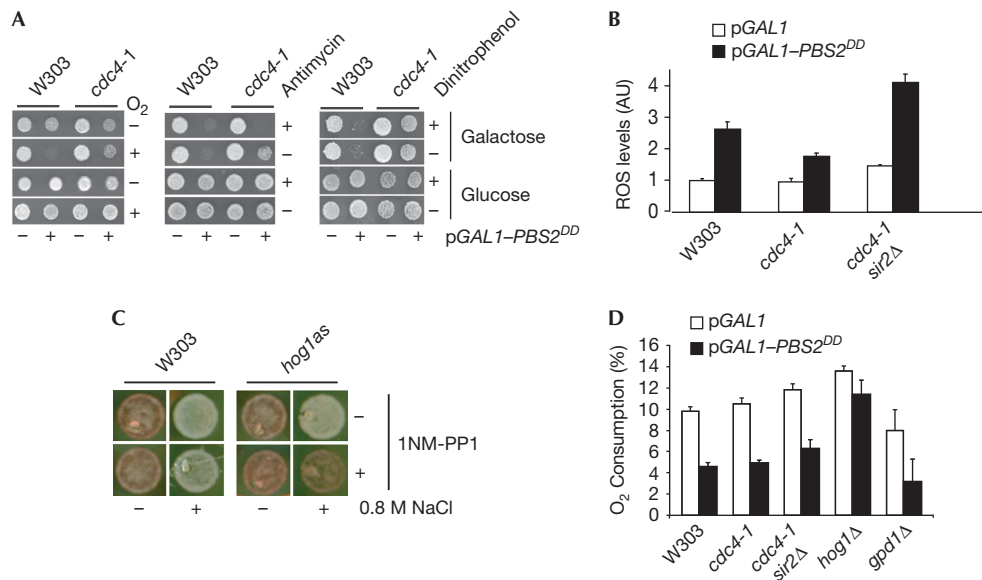 A
W303
cdc4-1
O2
W303
cdc4-1
Antimycin
W303
cdc4-1
Dinitrophenol
− + +
+ − −
− + +
+ − −
Galactose
Glucose
− + − +
− + − +
− + − +
pGAL1–PBS2DD
B
pGAL1
pGAL1–PBS2DD
ROS levels (AU)
4
3
2
1
0
W303
cdc4-1
cdc4-1
sir2Δ
C
W303
hog1as
−
+
1NM-PP1
− + − +
0.8 M NaCl
D
pGAL1
pGAL1–PBS2DD
O2 Consumption (%)
16
14
12
10
8
6
4
2
0
W303
cdc4-1
cdc4-1
sir2Δ
hog1Δ
gpd1Δ